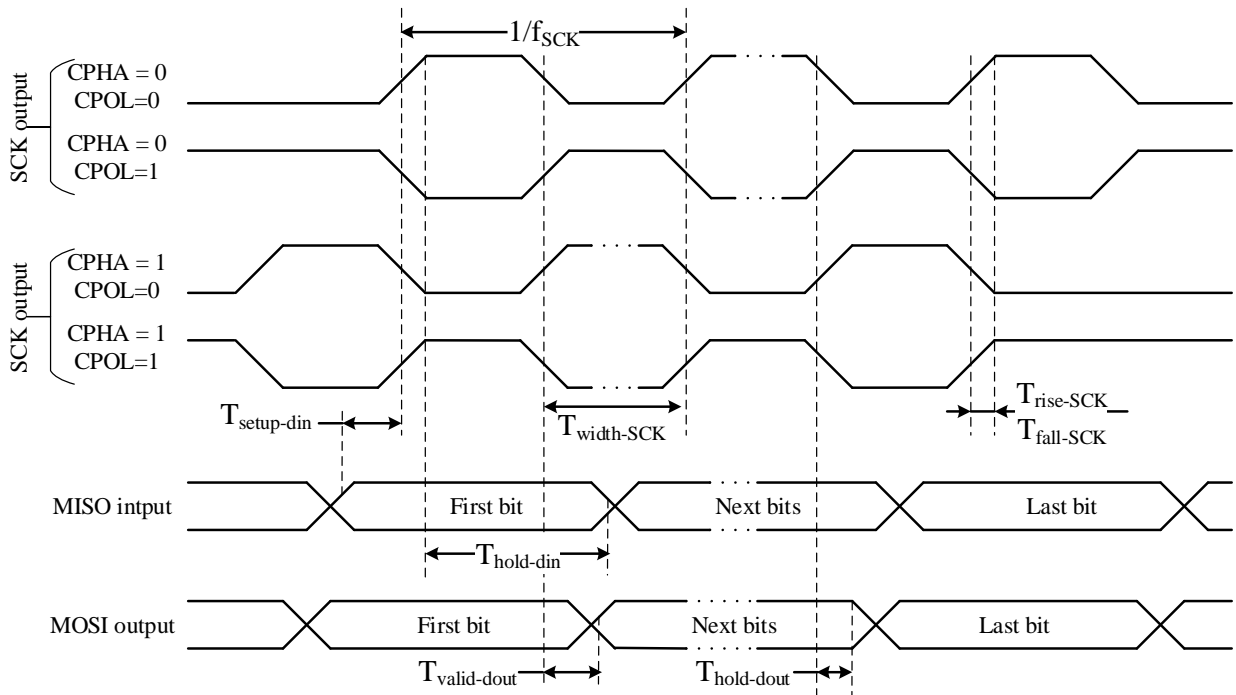 1/fSCK
SCK output
CPHA = 0
CPOL=0
CPHA = 0
CPOL=1
SCK output
CPHA = 1
CPOL=0
CPHA = 1
CPOL=1
Tsetup-din
Twidth-SCK
Trise-SCK
Tfall-SCK
MISO intput
First bit
Next bits
Last bit
Thold-din
MOSI output
First bit
Next bits
Last bit
Tvalid-dout
Thold-dout